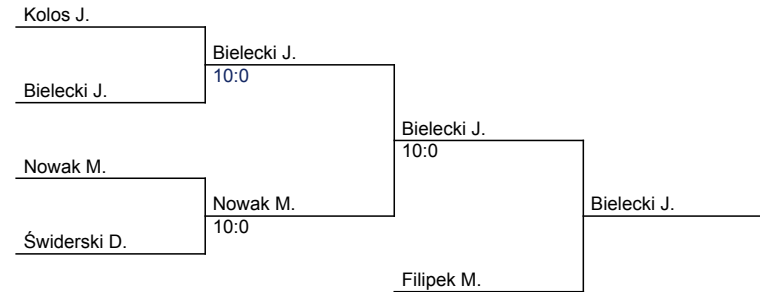 Kolos J.
Bielecki J.
10:0
Bielecki J.
Bielecki J.
10:0
Nowak M.
Nowak M.
Bielecki J.
10:0
Świderski D.
Filipek M.